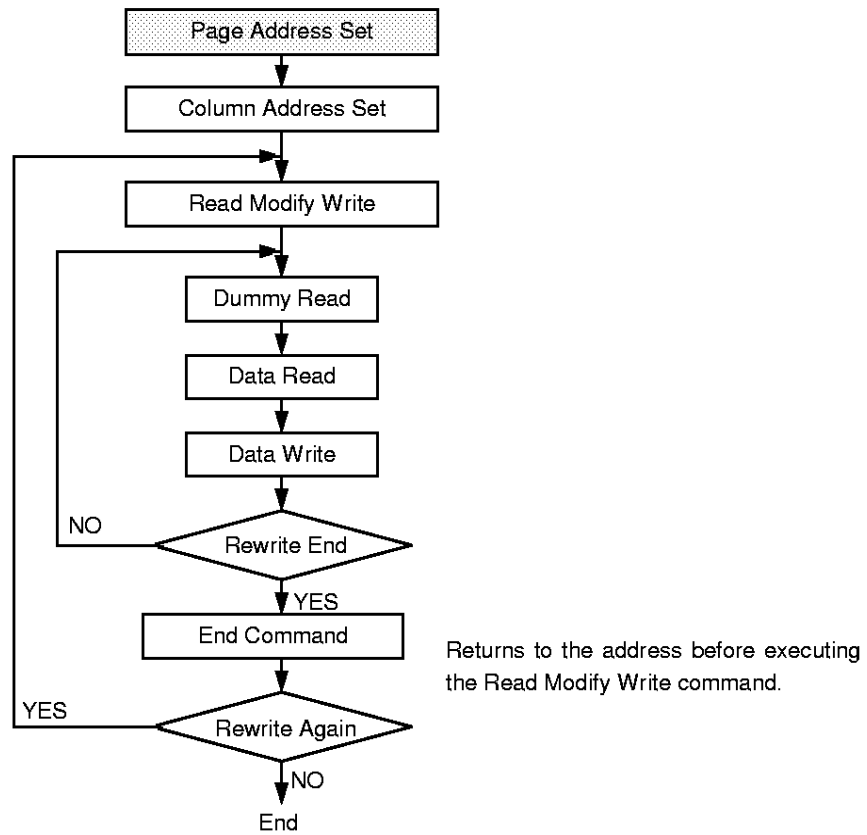 Page Address Set
Column Address Set
Read Modify Write
Dummy Read
Data Read
Data Write
NO
Rewrite End
YES
End Command
Returns to the address before executing
the Read Modify Write command.
YES
Rewrite Again
NO
End